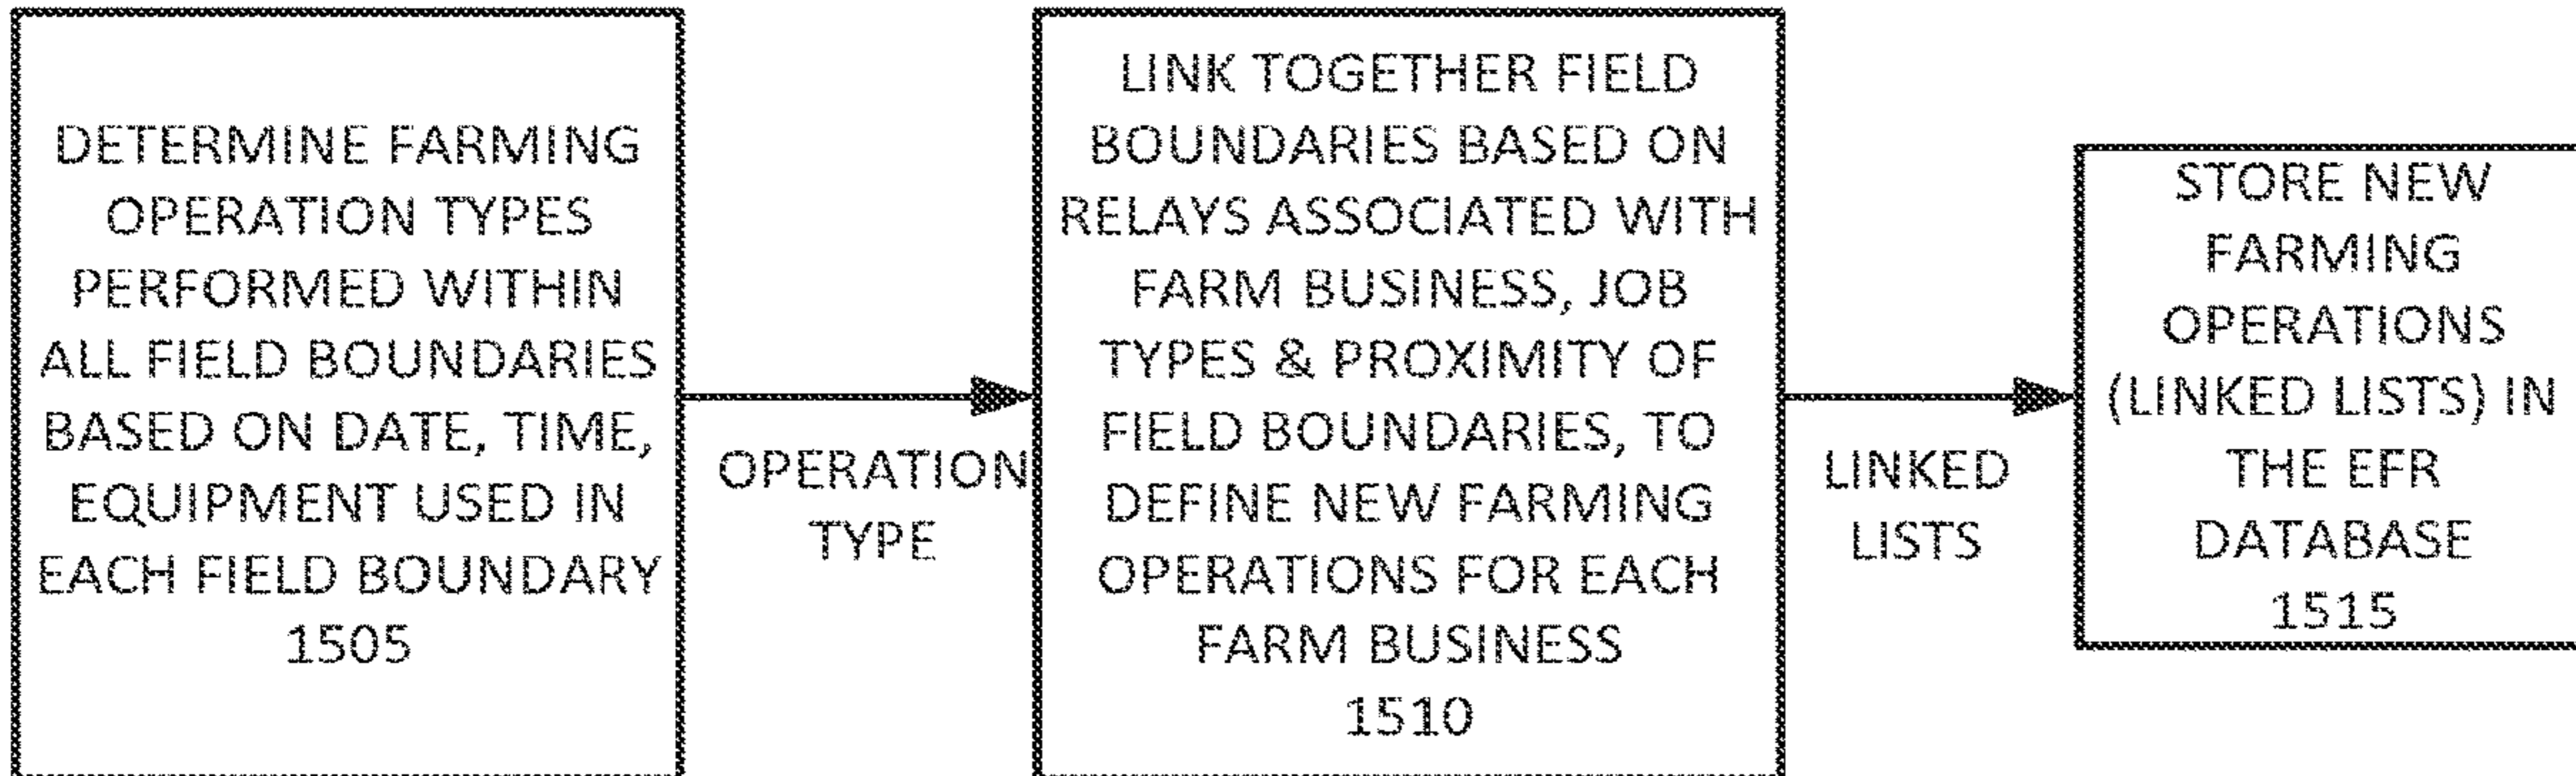 DETERMINE FARMING
OPERATION TYPES
PERFORMED WITHIN
ALL FIELD BOUNDARIES
BASED ON DATE, TIME,
EQUIPMENT USED IN
EACH FIELD BOUNDARY
1505
OPERATION
TYPE
LINK TOGETHER FIELD
BOUNDARIES BASED ON
RELAYS ASSOCIATED WITH
FARM BUSINESS, JOB
TYPES & PROXIMITY OF
FIELD BOUNDARIES, TO
DEFINE NEW FARMING
OPERATIONS FOR EACH
FARM BUSINESS
1510
LINKED
LISTS
STORE NEW
FARMING
OPERATIONS
(LINKED LISTS) IN
THE EFR
DATABASE
1515